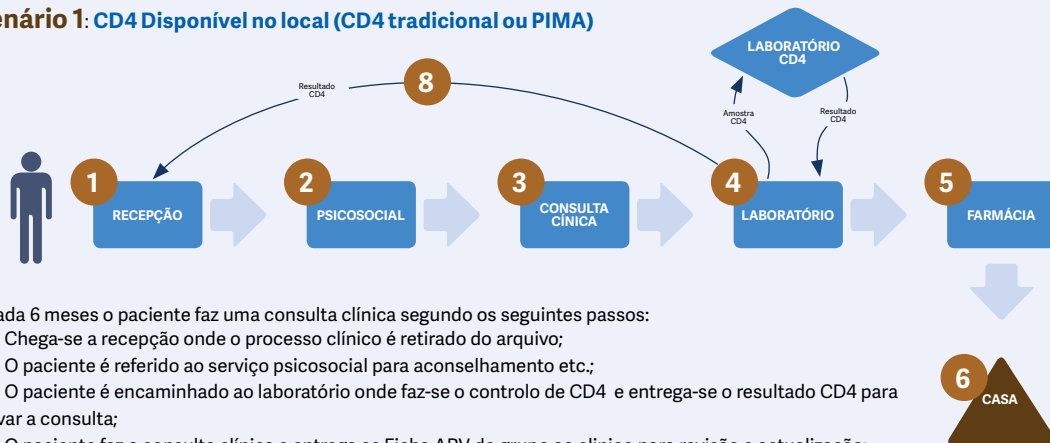 enário 1: CD4 Disponível no local (CD4 tradicional ou PIMA)
LABORATÓRIO
CD4
8
Resultado
CD4
Amostra
CD4
Resultado
CD4
1
RECEPÇÃO
2
PSICOSOCIAL
3
CONSULTA
CÍNICA
4
LABORATÓRIO
5
FARMÁCIA
ada 6 meses o paciente faz uma consulta clínica segundo os seguintes passos:
Chega-se a recepção onde o processo clínico é retirado do arquivo;
O paciente é referido ao serviço psicosocial para aconselhamento etc.;
O paciente é encaminhado ao laboratório onde faz-se o controlo de CD4 e entrega-se o resultado CD4 para
var a consulta;
6
CASA